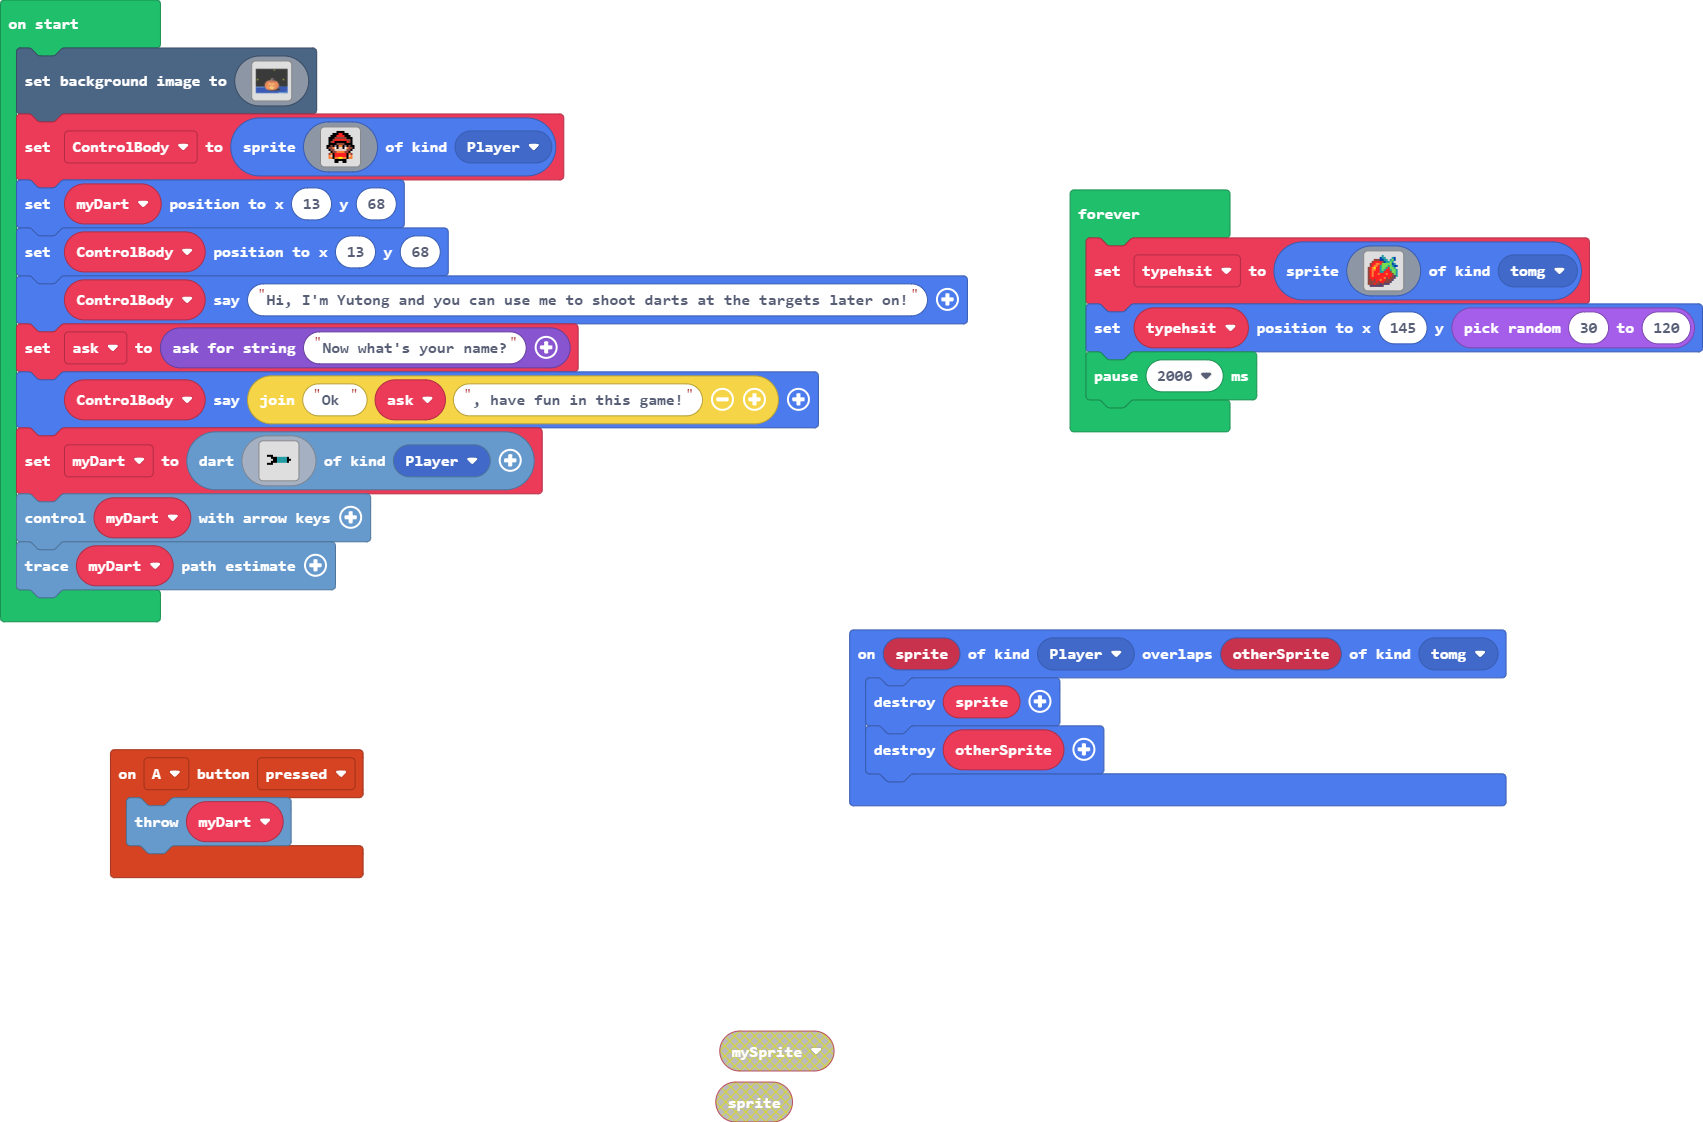 on start
set background image to
set ControlBody to sprite of kind Player
set myDart position to x 13 y 68
set ControlBody position to x 13 y 68
ControlBody say "Hi, I'm Yutong and you can use me to shoot darts at the targets later on!"
set ask to ask for string "Now what's your name?"
ControlBody say join "Ok " ask ", have fun in this game!"
set myDart to dart of kind Player
control myDart with arrow keys
trace myDart path estimate
forever
set typehsit to sprite of kind tomg
set typehsit position to x 145 y pick random 30 to 120
pause 2000 ms
on sprite of kind Player overlaps otherSprite of kind tomg
destroy sprite
destroy otherSprite
on A button pressed
throw myDart
mySprite
sprite